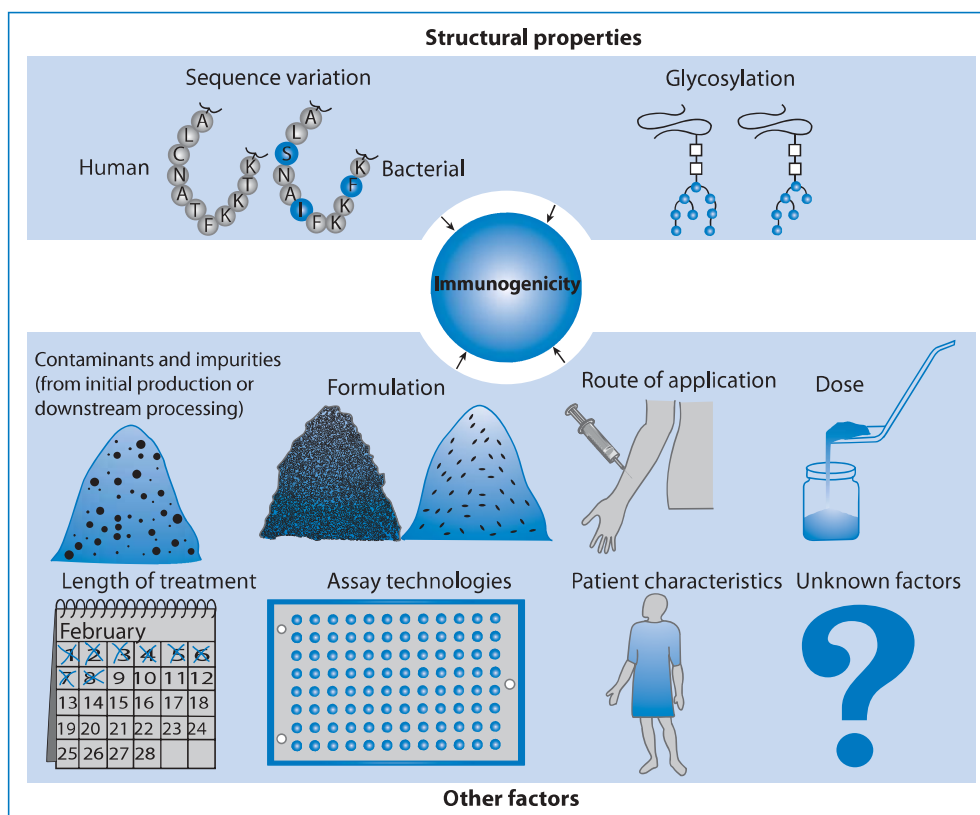 Structural properties
Sequence variation
Glycosylation
Human
A
L
C
N
A
T
F
K
K
T
K
A
L
S
N
A
I
F
K
K
F
K
Bacterial
Immunogenicity
Contaminants and impurities
(from initial production or
downstream processing)
Formulation
Route of application
Dose
Length of treatment
Assay technologies
Patient characteristics
Unknown factors
February
1 2 3 4 5 6
7 8 9 10 11 12
13 14 15 16 17 18
19 20 21 22 23 24
25 26 27 28
?
Other factors